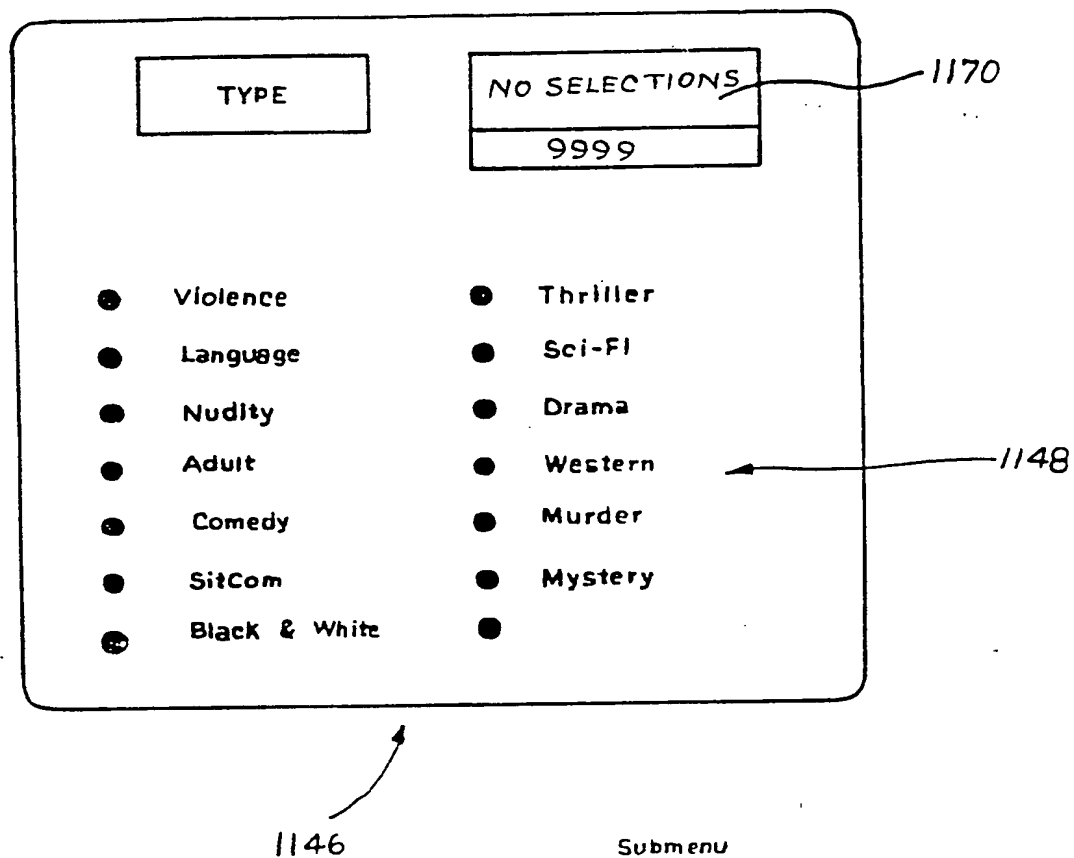 TYPE
NO SELECTIONS
9999
1170
Violence
Language
Nudity
Adult
Comedy
SitCom
Black & White
Thriller
Sci-Fi
Drama
Western
Murder
Mystery
1148
1146
Submenu